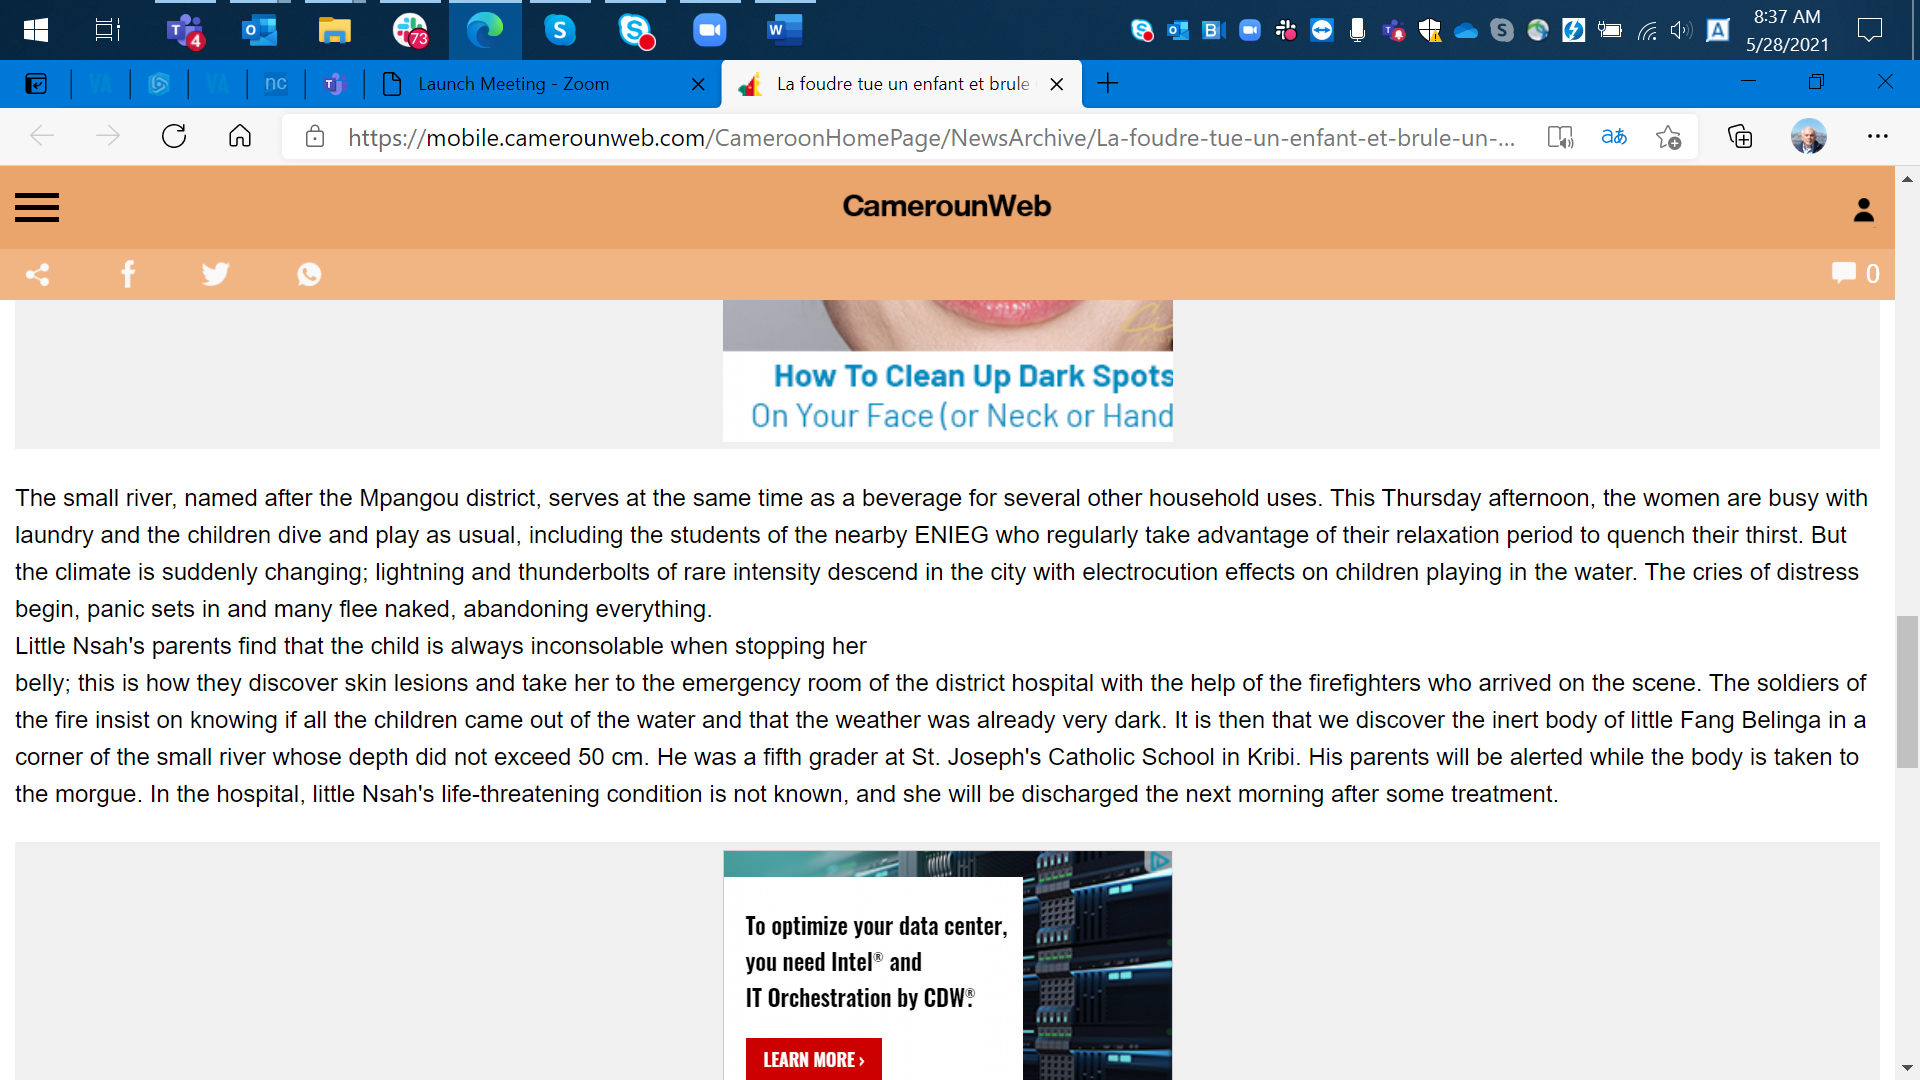 4
73
8:37 AM
5/28/2021
nc
Launch Meeting - Zoom
La foudre tue un enfant et brule
https://mobile.camerounweb.com/CameroonHomePage/NewsArchive/La-foudre-tue-un-enfant-et-brule-un-...
CamerounWeb
0
How To Clean Up Dark Spots
On Your Face (or Neck or Hand
The small river, named after the Mpangou district, serves at the same time as a beverage for several other household uses. This Thursday afternoon, the women are busy with
laundry and the children dive and play as usual, including the students of the nearby ENIEG who regularly take advantage of their relaxation period to quench their thirst. But
the climate is suddenly changing; lightning and thunderbolts of rare intensity descend in the city with electrocution effects on children playing in the water. The cries of distress
begin, panic sets in and many flee naked, abandoning everything.
Little Nsah's parents find that the child is always inconsolable when stopping her
belly; this is how they discover skin lesions and take her to the emergency room of the district hospital with the help of the firefighters who arrived on the scene. The soldiers of
the fire insist on knowing if all the children came out of the water and that the weather was already very dark. It is then that we discover the inert body of little Fang Belinga in a
corner of the small river whose depth did not exceed 50 cm. He was a fifth grader at St. Joseph's Catholic School in Kribi. His parents will be alerted while the body is taken to
the morgue. In the hospital, little Nsah's life-threatening condition is not known, and she will be discharged the next morning after some treatment.
To optimize your data center,
you need Intel® and
IT Orchestration by CDW®.
LEARN MORE ›